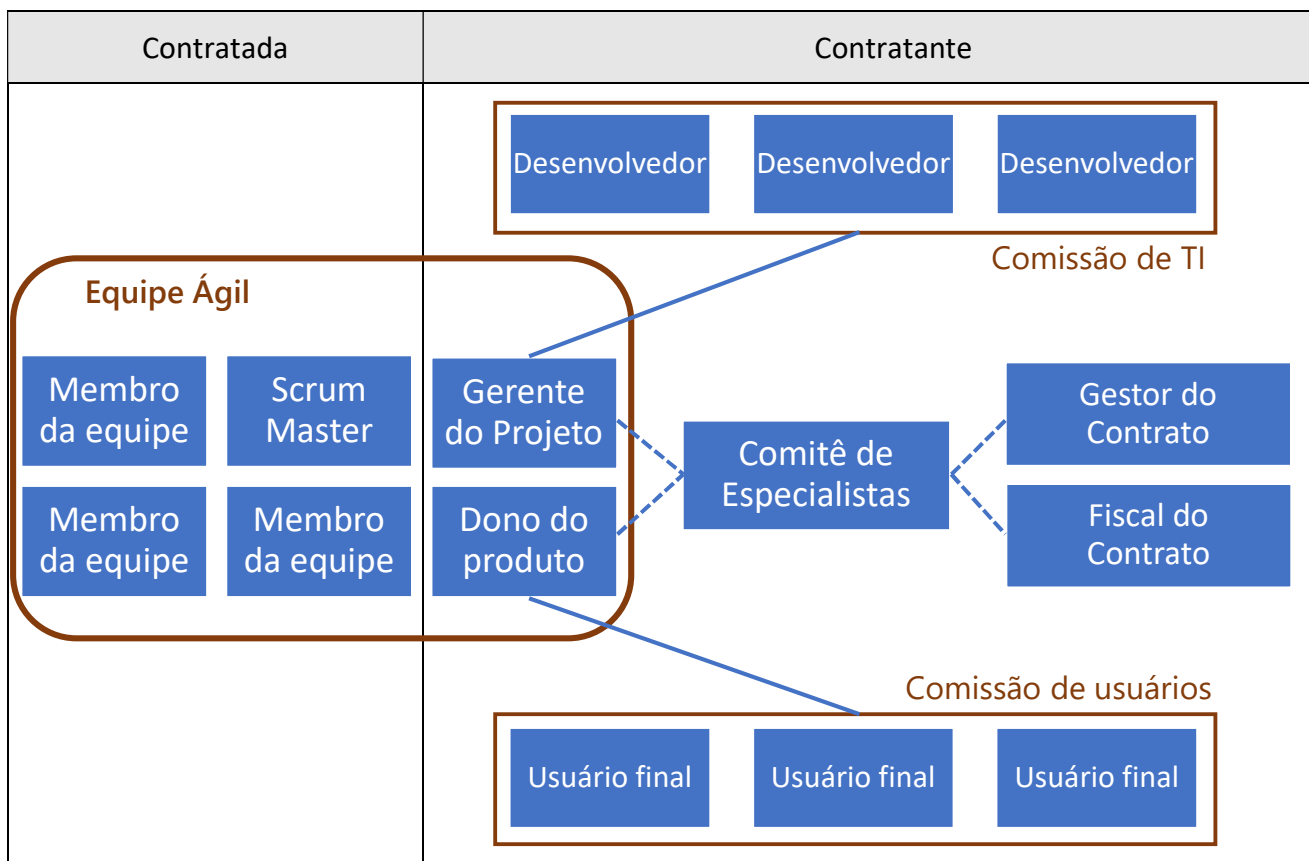 Contratada
Contratante
Desenvolvedor
Desenvolvedor
Desenvolvedor
Comissão de TI
Equipe Ágil
Membro
da equipe
Scrum
Master
Gerente
do Projeto
Membro
da equipe
Membro
da equipe
Dono do
produto
Comitê de
Especialistas
Gestor do
Contrato
Fiscal do
Contrato
Comissão de usuários
Usuário final
Usuário final
Usuário final